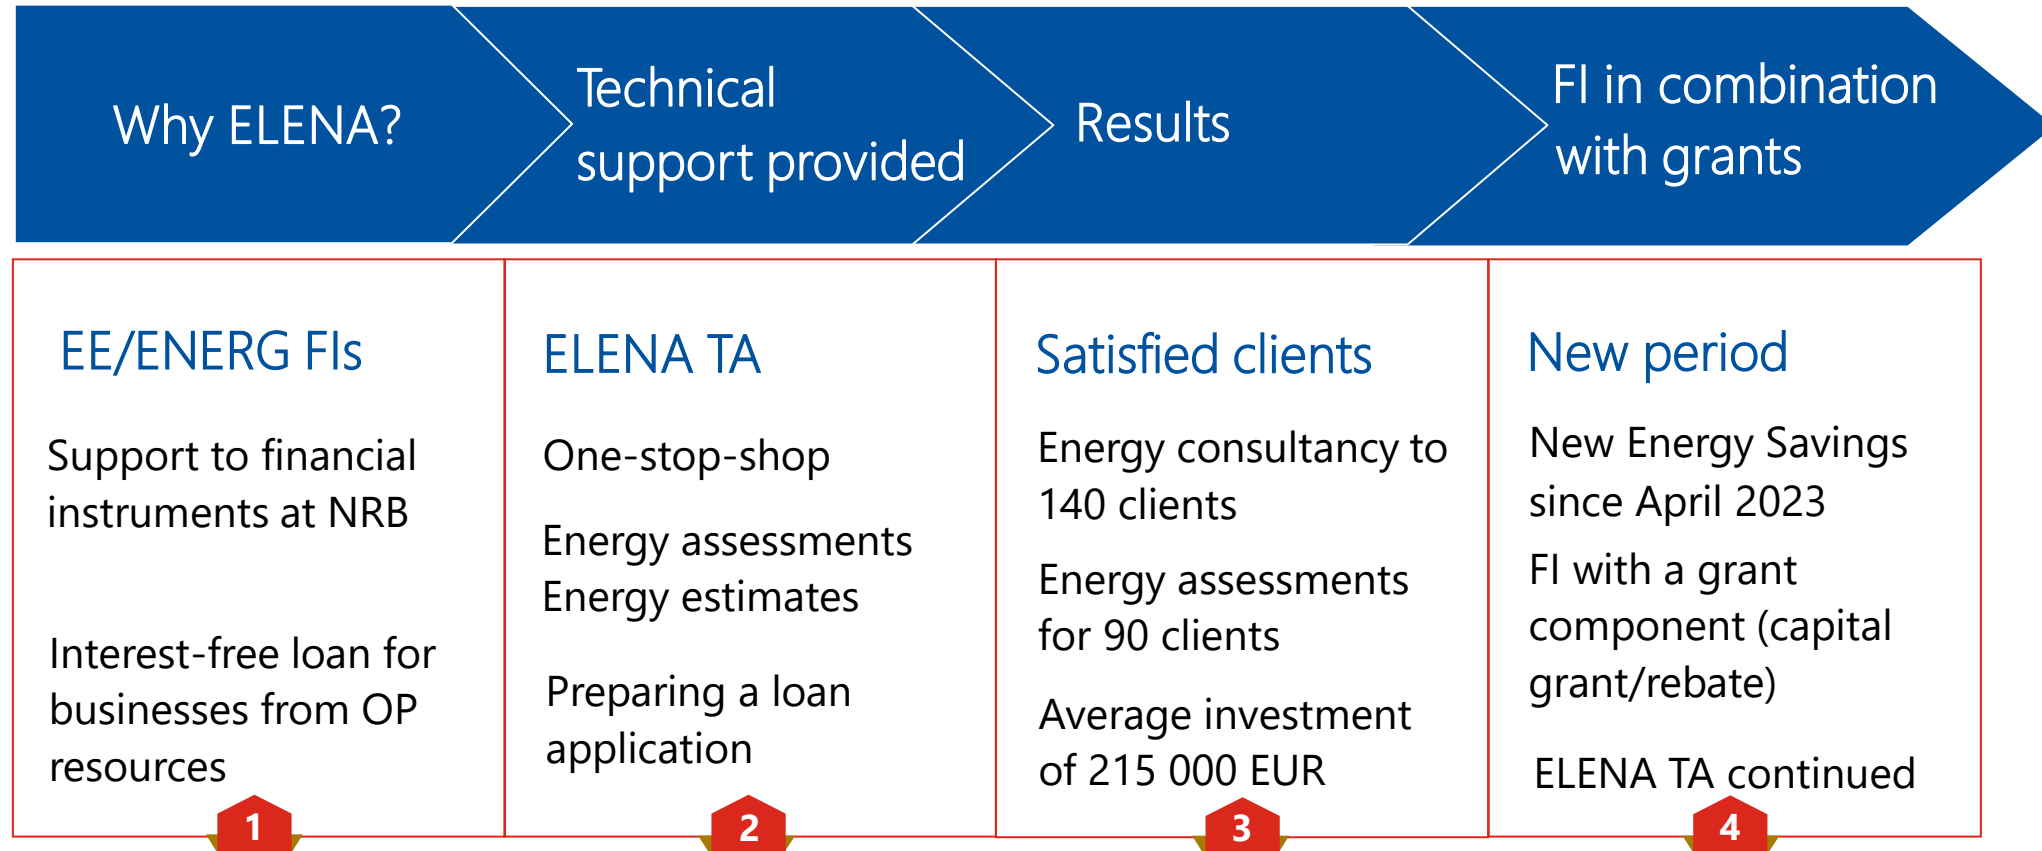 Why ELENA?
Technical
support provided
Results
FI in combination
with grants
EE/ENERG FIs
Support to financial
instruments at NRB
Interest-free loan for
businesses from OP
resources
1
ELENA TA
One-stop-shop
Energy assessments
Energy estimates
Preparing a loan
application
2
Satisfied clients
Energy consultancy to
140 clients
Energy assessments
for 90 clients
Average investment
of 215 000 EUR
3
New period
New Energy Savings
since April 2023
FI with a grant
component (capital
grant/rebate)
ELENA TA continued
4